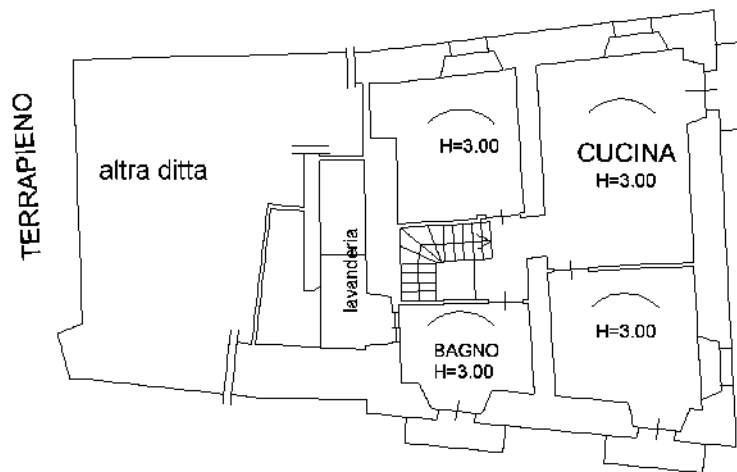 TERRAPIENO
altra ditta
H=3.00
CUCINA
H=3.00
lavanderia
BAGNO
H=3.00
H=3.00